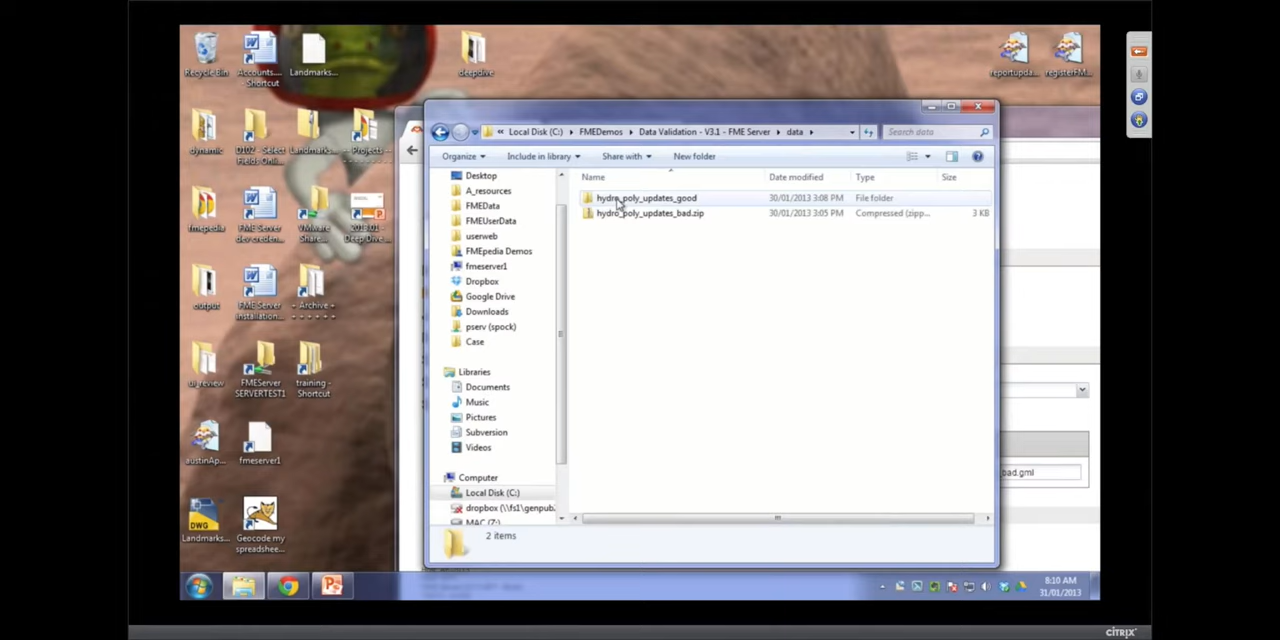 Recycle Bin
Accounts....
- Shortcut
Landmarks...
deepdive
reportupda...
registerFM...
dynamic
D102 - Select
Fields Onli...
Landmarks...
- Projects -
fmepedia
FME Server
dev creden...
VMware
Share...
2013.01 -
Deep Dive...
output
FME Server
installation...
+ Archive +
ui_review
FMEServer
SERVERTEST1
training -
Shortcut
austinAp...
fmeserver1
DWG
Landmarks...
Geocode my
spreadshee...
« Local Disk (C:) ▸ FMEDemos ▸ Data Validation - V3.1 - FME Server ▸ data ▸
Search data
Organize
Include in library
Share with
New folder
Name
Date modified
Type
Size
hydro_poly_updates_good
30/01/2013 3:08 PM
File folder
hydro_poly_updates_bad.zip
30/01/2013 3:05 PM
Compressed (zipp...
3 KB
Desktop
A_resources
FMEData
FMEUserData
userweb
FMEpedia Demos
fmeserver1
Dropbox
Google Drive
Downloads
pserv (spock)
Case
Libraries
Documents
Music
Pictures
Subversion
Videos
Computer
Local Disk (C:)
dropbox (\\fs1\genpub
MAC (Z:)
2 items
bad.gml
8:10 AM
31/01/2013
CITRIX